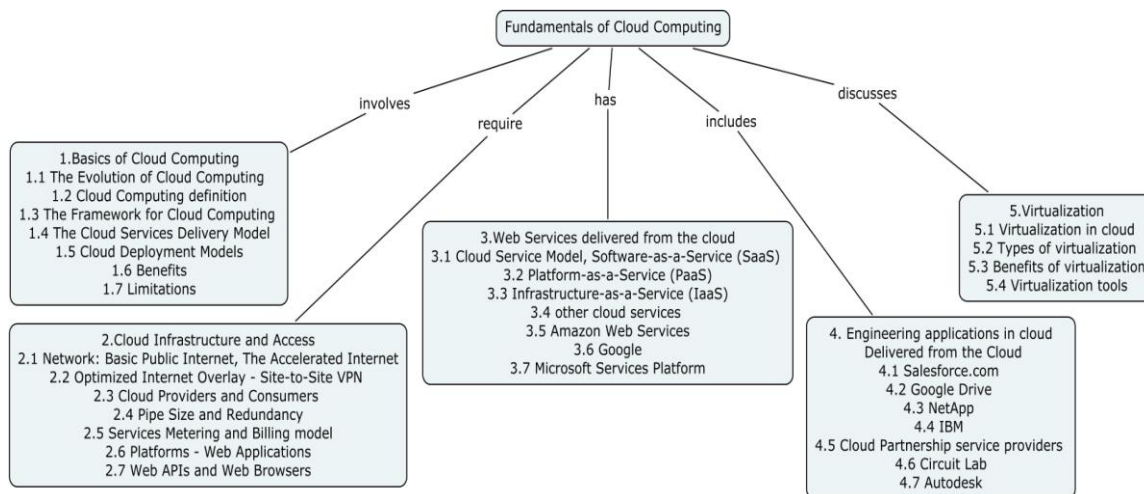 Fundamentals of Cloud Computing
involves
require
has
includes
discusses
1.Basics of Cloud Computing
1.1 The Evolution of Cloud Computing
1.2 Cloud Computing definition
1.3 The Framework for Cloud Computing
1.4 The Cloud Services Delivery Model
1.5 Cloud Deployment Models
1.6 Benefits
1.7 Limitations
2.Cloud Infrastructure and Access
2.1 Network: Basic Public Internet, The Accelerated Internet
2.2 Optimized Internet Overlay - Site-to-Site VPN
2.3 Cloud Providers and Consumers
2.4 Pipe Size and Redundancy
2.5 Services Metering and Billing model
2.6 Platforms - Web Applications
2.7 Web APIs and Web Browsers
3.Web Services delivered from the cloud
3.1 Cloud Service Model, Software-as-a-Service (SaaS)
3.2 Platform-as-a-Service (PaaS)
3.3 Infrastructure-as-a-Service (IaaS)
3.4 other cloud services
3.5 Amazon Web Services
3.6 Google
3.7 Microsoft Services Platform
4. Engineering applications in cloud
Delivered from the Cloud
4.1 Salesforce.com
4.2 Google Drive
4.3 NetApp
4.4 IBM
4.5 Cloud Partnership service providers
4.6 Circuit Lab
4.7 Autodesk
5.Virtualization
5.1 Virtualization in cloud
5.2 Types of virtualization
5.3 Benefits of virtualization
5.4 Virtualization tools